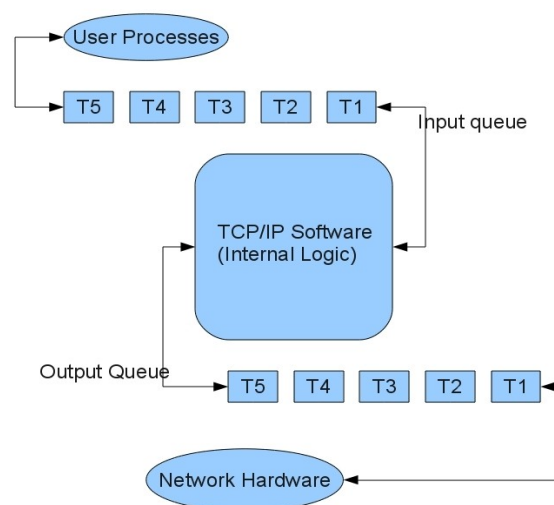 User Processes
T5 T4 T3 T2 T1
Input queue
TCP/IP Software
(Internal Logic)
Output Queue
T5 T4 T3 T2 T1
Network Hardware